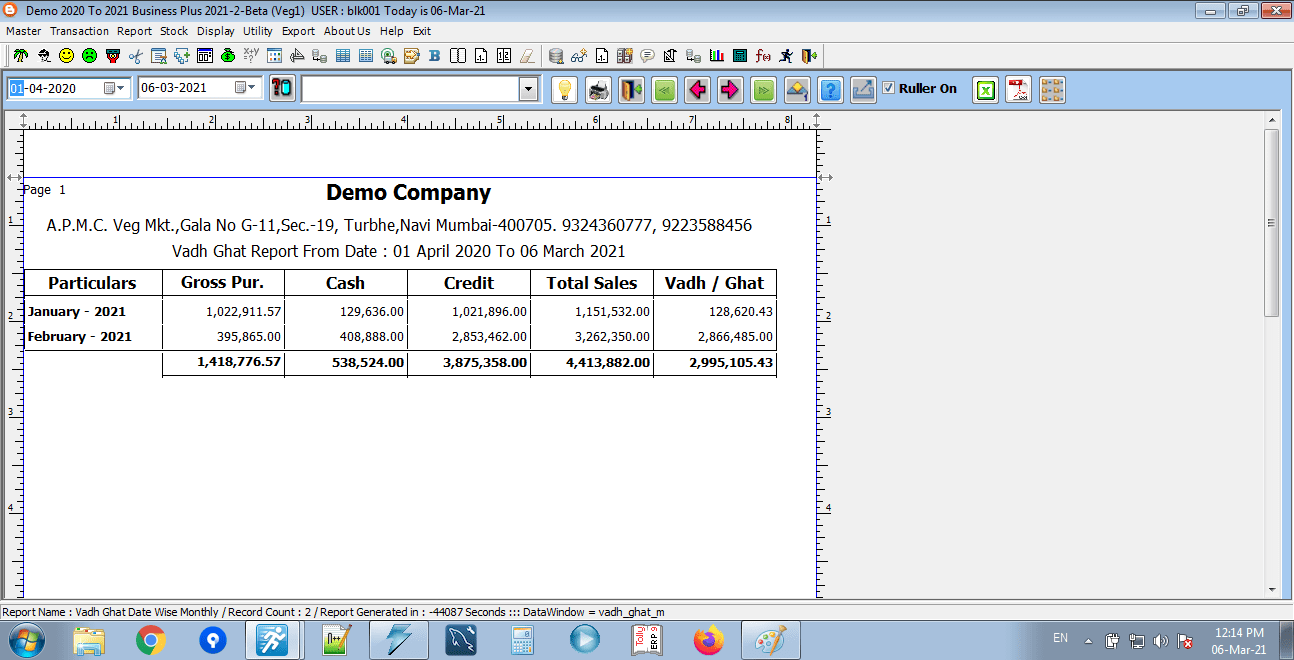 Demo 2020 To 2021 Business Plus 2021-2-Beta (Veg1) USER : blk001 Today is 06-Mar-21
Master Transaction Report Stock Display Utility Export About Us Help Exit
01-04-2020 06-03-2021 Ruller On
1 2 3 4 5 6 7 8
Page 1
Demo Company
A.P.M.C. Veg Mkt.,Gala No G-11,Sec.-19, Turbhe,Navi Mumbai-400705. 9324360777, 9223588456
Vadh Ghat Report From Date : 01 April 2020 To 06 March 2021
Particulars Gross Pur. Cash Credit Total Sales Vadh / Ghat
January - 2021 1,022,911.57 129,636.00 1,021,896.00 1,151,532.00 128,620.43
February - 2021 395,865.00 408,888.00 2,853,462.00 3,262,350.00 2,866,485.00
1,418,776.57 538,524.00 3,875,358.00 4,413,882.00 2,995,105.43
1 1
2 2
3 3
4 4
Report Name : Vadh Ghat Date Wise Monthly / Record Count : 2 / Report Generated in : -44087 Seconds ::: DataWindow = vadh_ghat_m
EN
12:14 PM
06-Mar-21